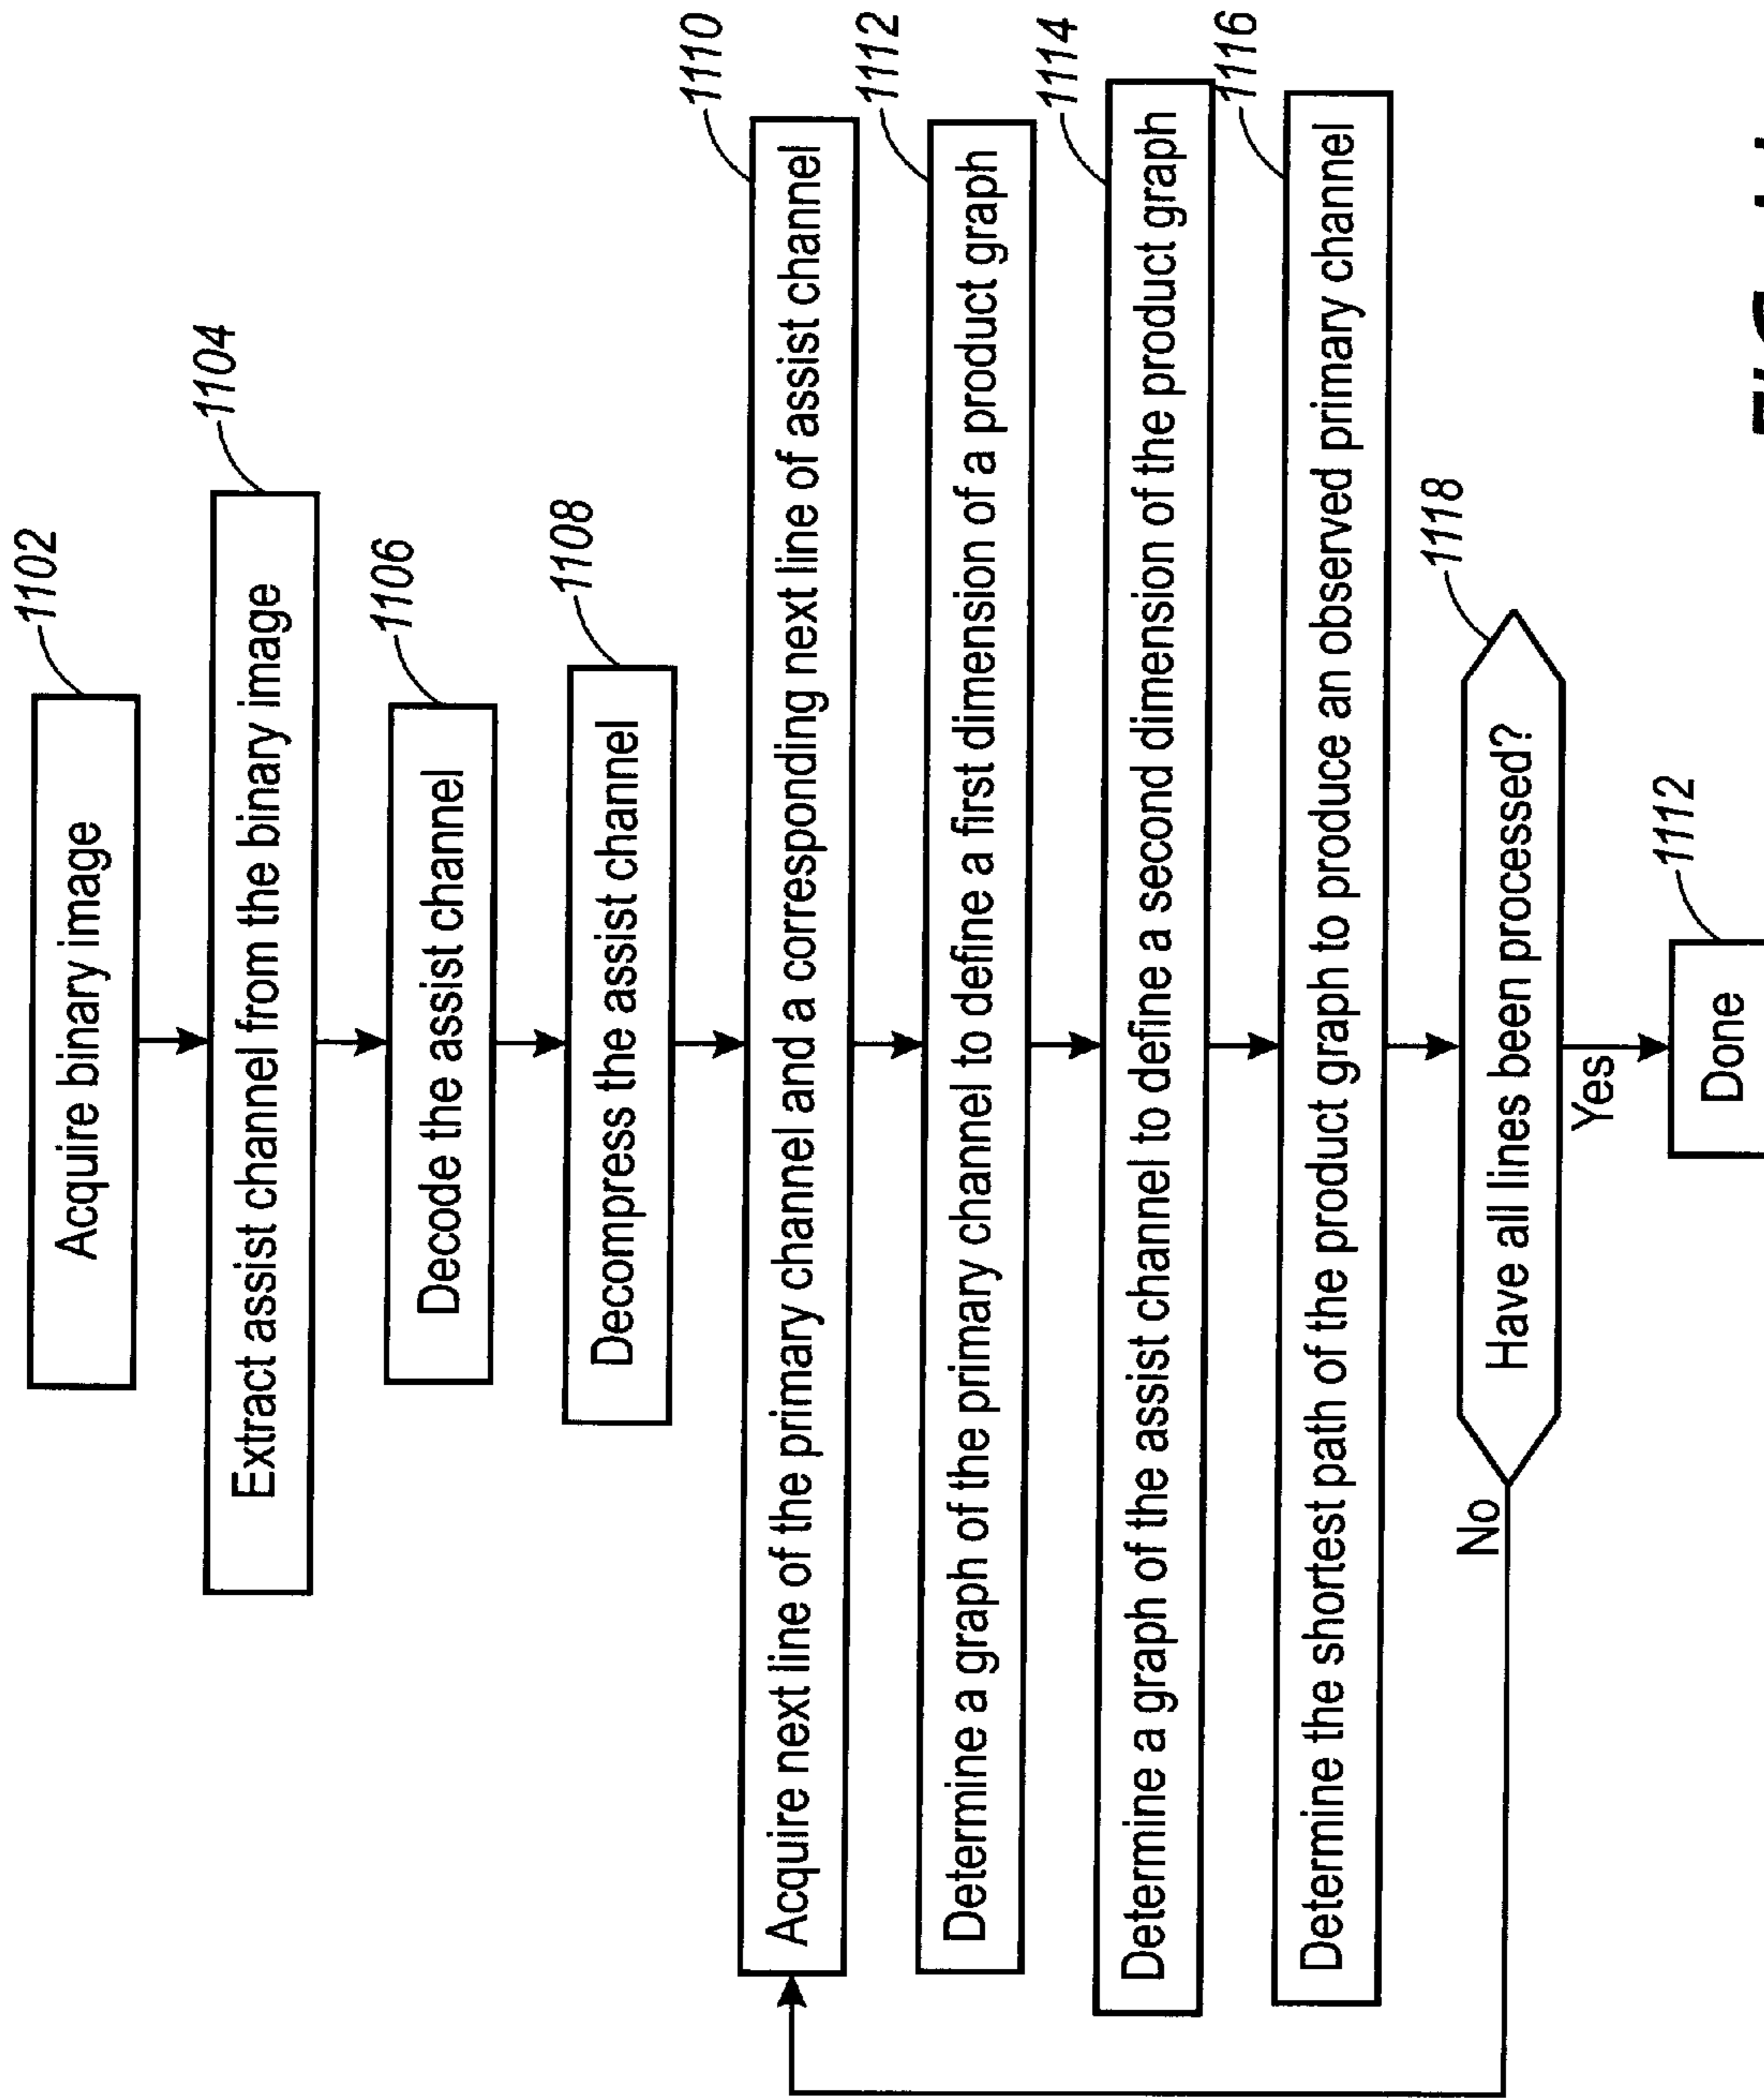 1102
Acquire binary image
1104
Extract assist channel from the binary image
1106
Decode the assist channel
1108
Decompress the assist channel
1110
Acquire next line of the primary channel and a corresponding next line of assist channel
1112
Determine a graph of the primary channel to define a first dimension of a product graph
1114
Determine a graph of the assist channel to define a second dimension of the product graph
1116
Determine the shortest path of the product graph to produce an observed primary channel
1118
Have all lines been processed?
No
Yes
1112
Done